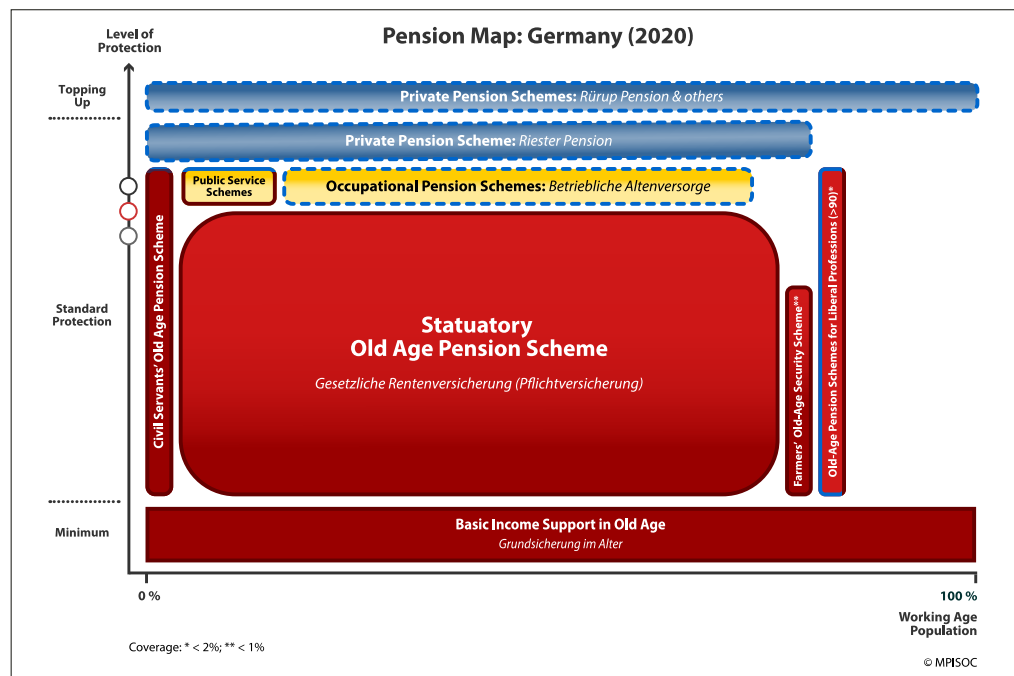 Pension Map: Germany (2020)
Level of
Protection
Topping
Up
Private Pension Schemes: Rürup Pension & others
Private Pension Scheme: Riester Pension
Public Service
Schemes
Occupational Pension Schemes: Betriebliche Altenversorge
Civil Servants' Old Age Pension Scheme
Standard
Protection
Statuatory
Old Age Pension Scheme
Gesetzliche Rentenversicherung (Pflichtversicherung)
Farmers' Old-Age Security Scheme**
Old-Age Pension Schemes for Liberal Professions (>90)*
Minimum
Basic Income Support in Old Age
Grundsicherung im Alter
0 %
100 %
Working Age
Population
Coverage: * < 2%; ** < 1%
© MPISOC